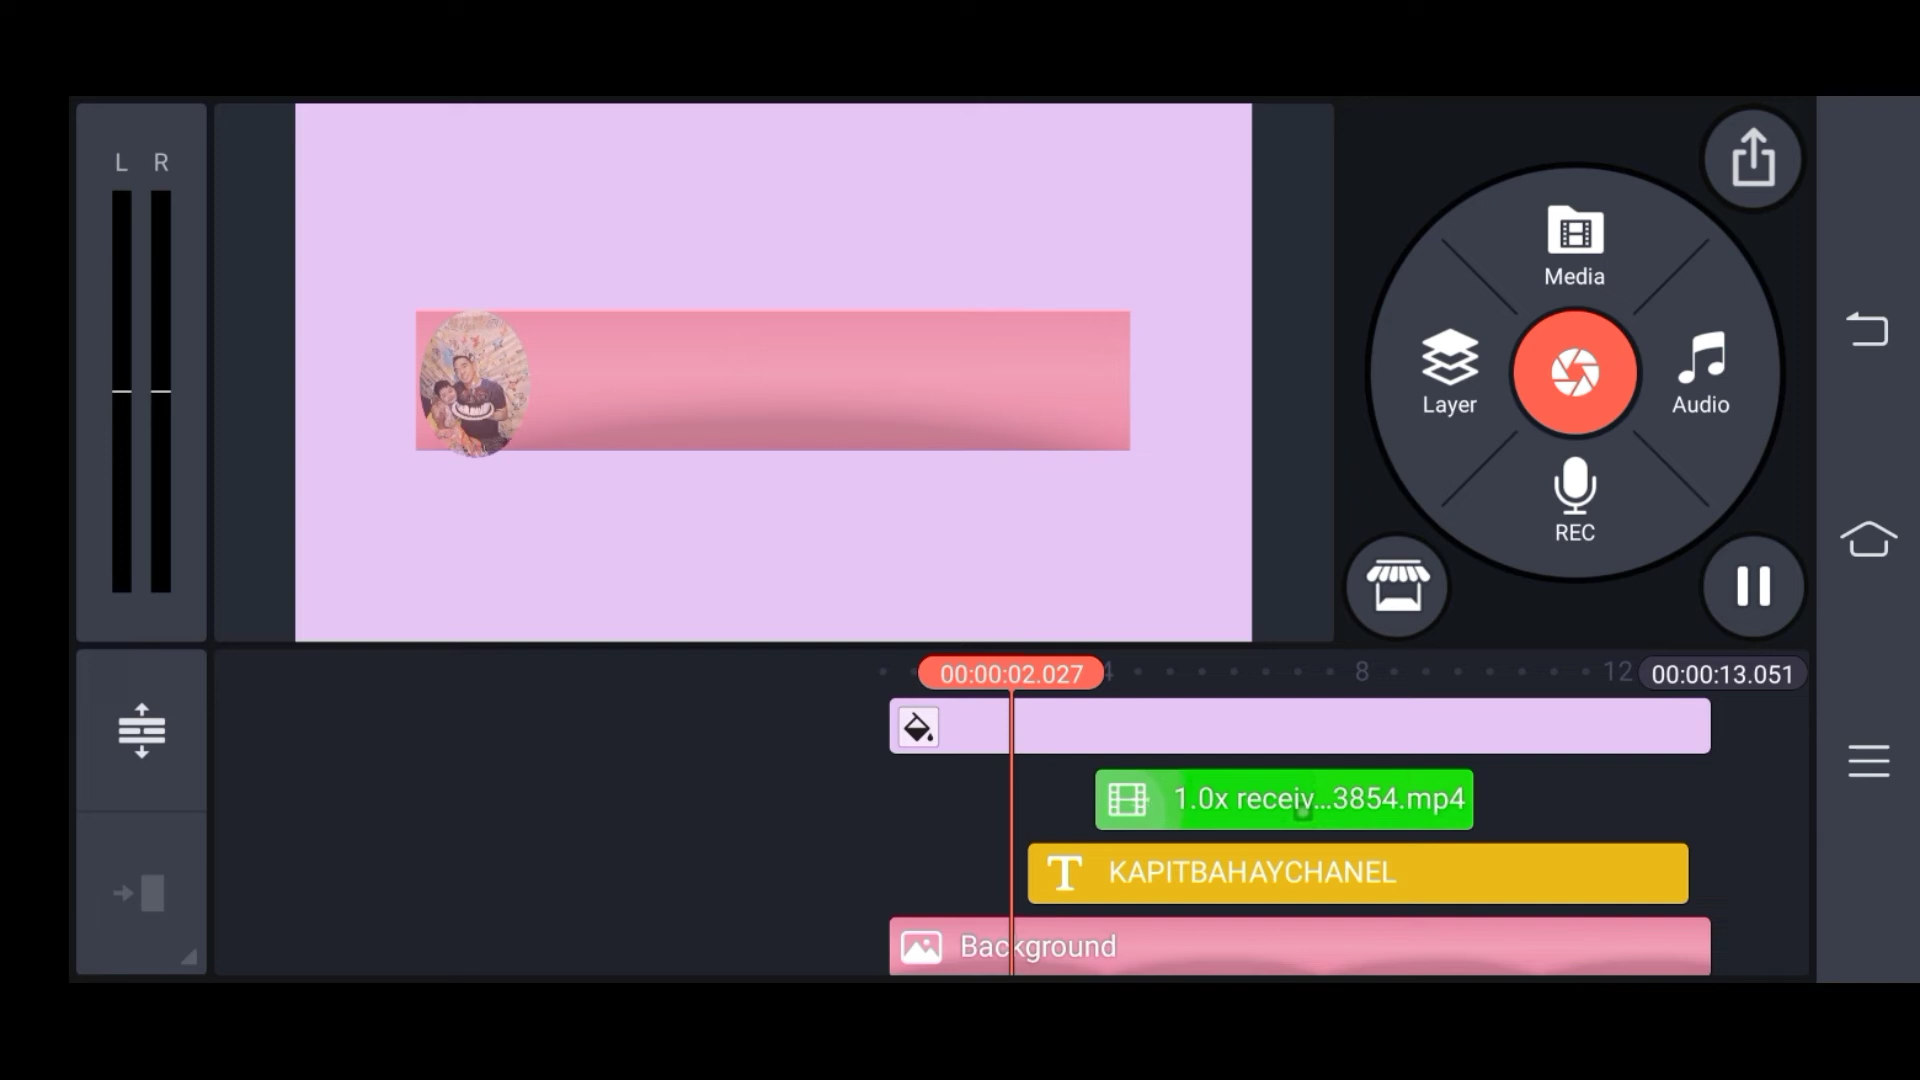 L R
Media
Layer
Audio
REC
00:00:02.027
4
8
12
00:00:13.051
1.0x receiv...3854.mp4
T KAPITBAHAYCHANEL
Background